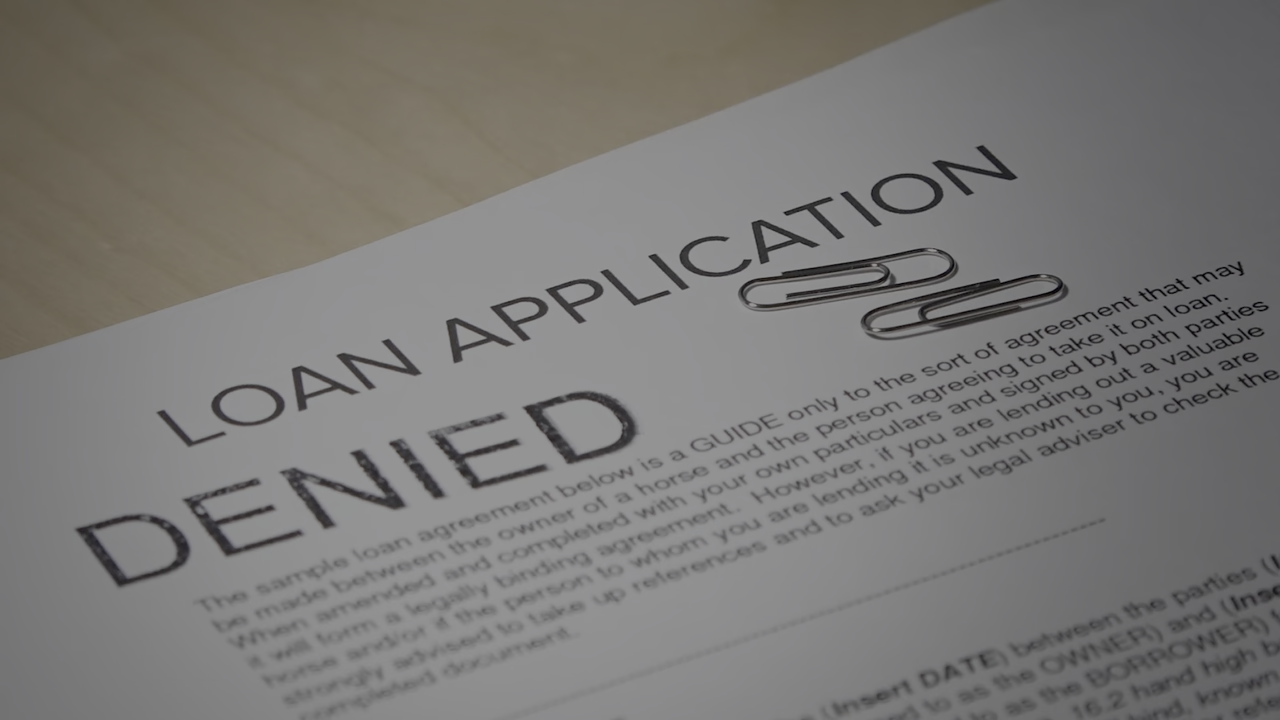 LOAN APPLICATION
DENIED
The sample loan agreement below is a GUIDE only to the sort of agreement that may
be made between the owner of a horse and the person agreeing to take it on loan.
When amended and completed with your own particulars and signed by both parties
it will form a legally binding agreement. However, if you are lending out a valuable
horse and/or if the person to whom you are lending it is unknown to you, you are
strongly advised to take up references and to ask your legal adviser to check the
completed document.
(Insert DATE) between the parties
to as the OWNER) and (Inse
to as the BORROWER)
16.2 hand high
known